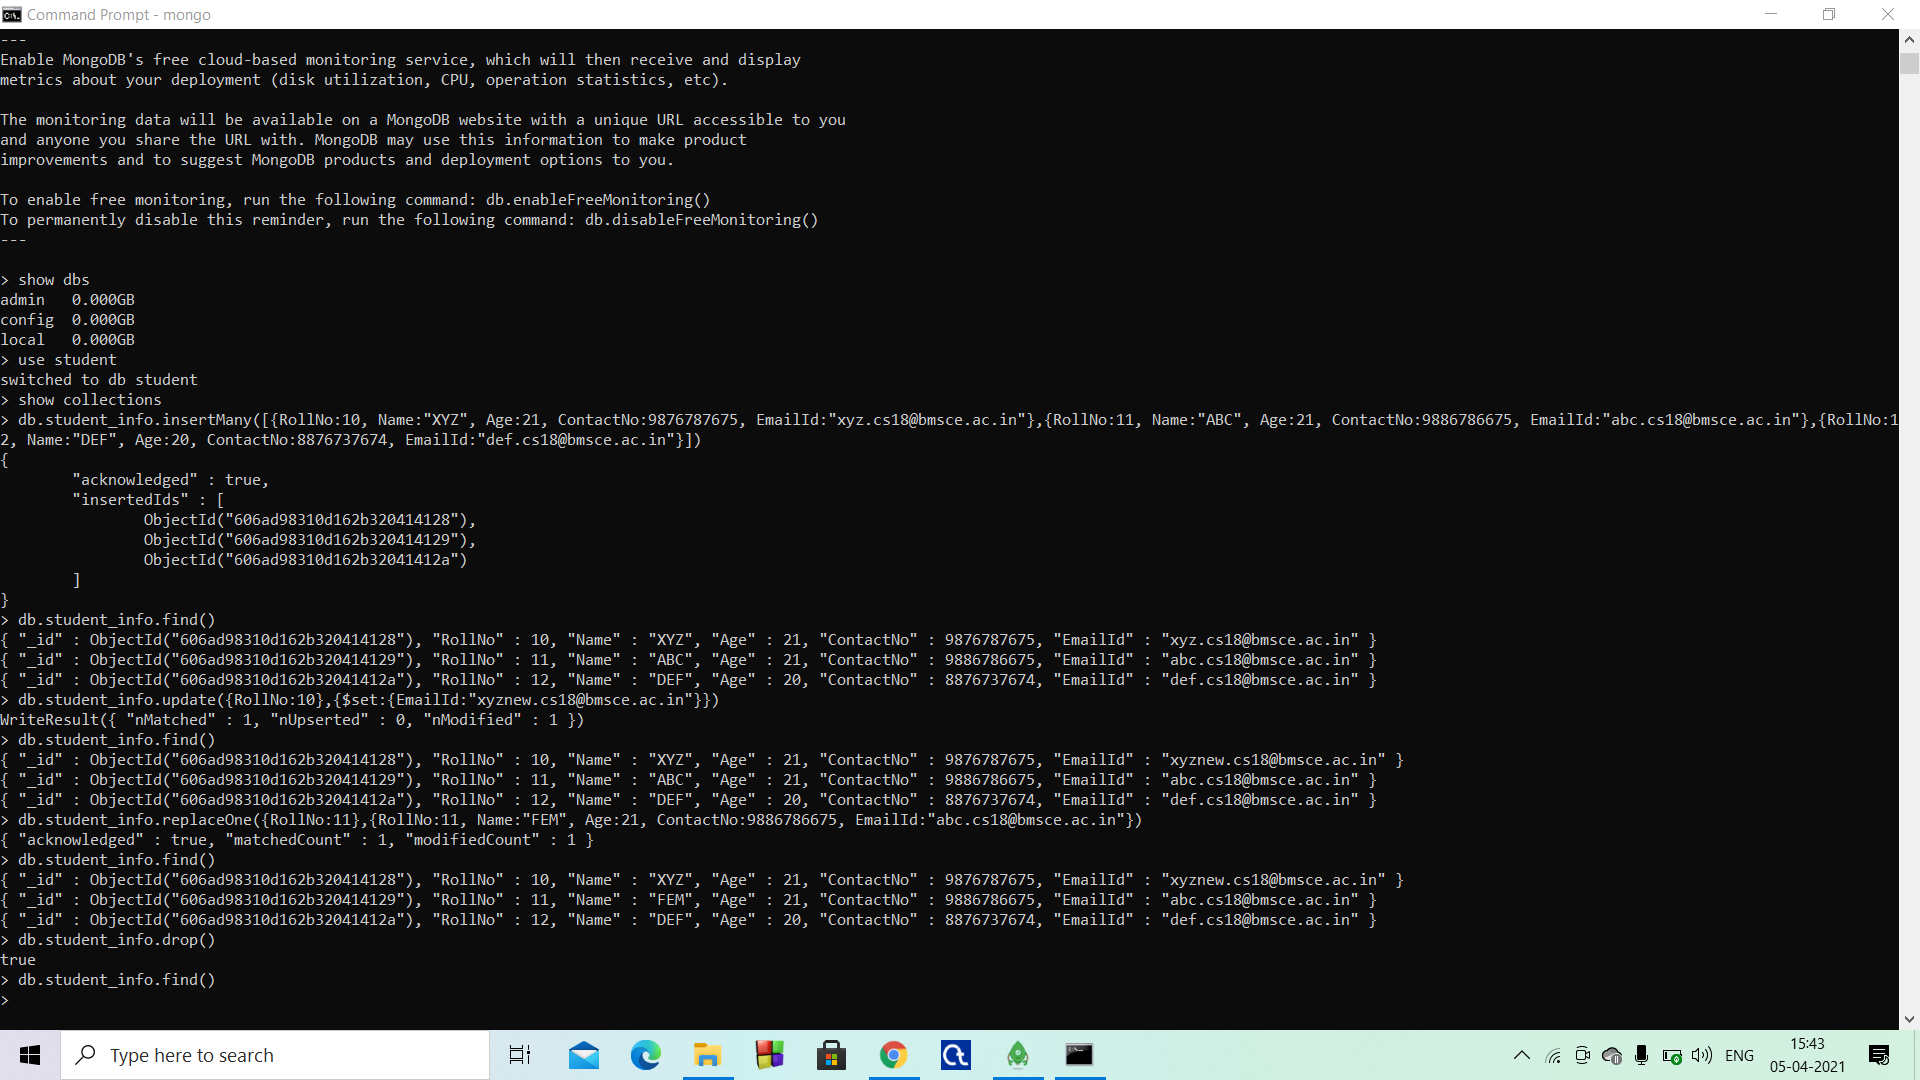 Command Prompt - mongo
---
Enable MongoDB's free cloud-based monitoring service, which will then receive and display
metrics about your deployment (disk utilization, CPU, operation statistics, etc).
The monitoring data will be available on a MongoDB website with a unique URL accessible to you
and anyone you share the URL with. MongoDB may use this information to make product
improvements and to suggest MongoDB products and deployment options to you.
To enable free monitoring, run the following command: db.enableFreeMonitoring()
To permanently disable this reminder, run the following command: db.disableFreeMonitoring()
---
> show dbs
admin   0.000GB
config  0.000GB
local   0.000GB
> use student
switched to db student
> show collections
> db.student_info.insertMany([{RollNo:10, Name:"XYZ", Age:21, ContactNo:9876787675, EmailId:"xyz.cs18@bmsce.ac.in"},{RollNo:11, Name:"ABC", Age:21, ContactNo:9886786675, EmailId:"abc.cs18@bmsce.ac.in"},{RollNo:1
2, Name:"DEF", Age:20, ContactNo:8876737674, EmailId:"def.cs18@bmsce.ac.in"}])
{
        "acknowledged" : true,
        "insertedIds" : [
                ObjectId("606ad98310d162b320414128"),
                ObjectId("606ad98310d162b320414129"),
                ObjectId("606ad98310d162b32041412a")
        ]
}
> db.student_info.find()
{ "_id" : ObjectId("606ad98310d162b320414128"), "RollNo" : 10, "Name" : "XYZ", "Age" : 21, "ContactNo" : 9876787675, "EmailId" : "xyz.cs18@bmsce.ac.in" }
{ "_id" : ObjectId("606ad98310d162b320414129"), "RollNo" : 11, "Name" : "ABC", "Age" : 21, "ContactNo" : 9886786675, "EmailId" : "abc.cs18@bmsce.ac.in" }
{ "_id" : ObjectId("606ad98310d162b32041412a"), "RollNo" : 12, "Name" : "DEF", "Age" : 20, "ContactNo" : 8876737674, "EmailId" : "def.cs18@bmsce.ac.in" }
> db.student_info.update({RollNo:10},{$set:{EmailId:"xyznew.cs18@bmsce.ac.in"}})
WriteResult({ "nMatched" : 1, "nUpserted" : 0, "nModified" : 1 })
> db.student_info.find()
{ "_id" : ObjectId("606ad98310d162b320414128"), "RollNo" : 10, "Name" : "XYZ", "Age" : 21, "ContactNo" : 9876787675, "EmailId" : "xyznew.cs18@bmsce.ac.in" }
{ "_id" : ObjectId("606ad98310d162b320414129"), "RollNo" : 11, "Name" : "ABC", "Age" : 21, "ContactNo" : 9886786675, "EmailId" : "abc.cs18@bmsce.ac.in" }
{ "_id" : ObjectId("606ad98310d162b32041412a"), "RollNo" : 12, "Name" : "DEF", "Age" : 20, "ContactNo" : 8876737674, "EmailId" : "def.cs18@bmsce.ac.in" }
> db.student_info.replaceOne({RollNo:11},{RollNo:11, Name:"FEM", Age:21, ContactNo:9886786675, EmailId:"abc.cs18@bmsce.ac.in"})
{ "acknowledged" : true, "matchedCount" : 1, "modifiedCount" : 1 }
> db.student_info.find()
{ "_id" : ObjectId("606ad98310d162b320414128"), "RollNo" : 10, "Name" : "XYZ", "Age" : 21, "ContactNo" : 9876787675, "EmailId" : "xyznew.cs18@bmsce.ac.in" }
{ "_id" : ObjectId("606ad98310d162b320414129"), "RollNo" : 11, "Name" : "FEM", "Age" : 21, "ContactNo" : 9886786675, "EmailId" : "abc.cs18@bmsce.ac.in" }
{ "_id" : ObjectId("606ad98310d162b32041412a"), "RollNo" : 12, "Name" : "DEF", "Age" : 20, "ContactNo" : 8876737674, "EmailId" : "def.cs18@bmsce.ac.in" }
> db.student_info.drop()
true
> db.student_info.find()
>
Type here to search
ENG
15:43
05-04-2021